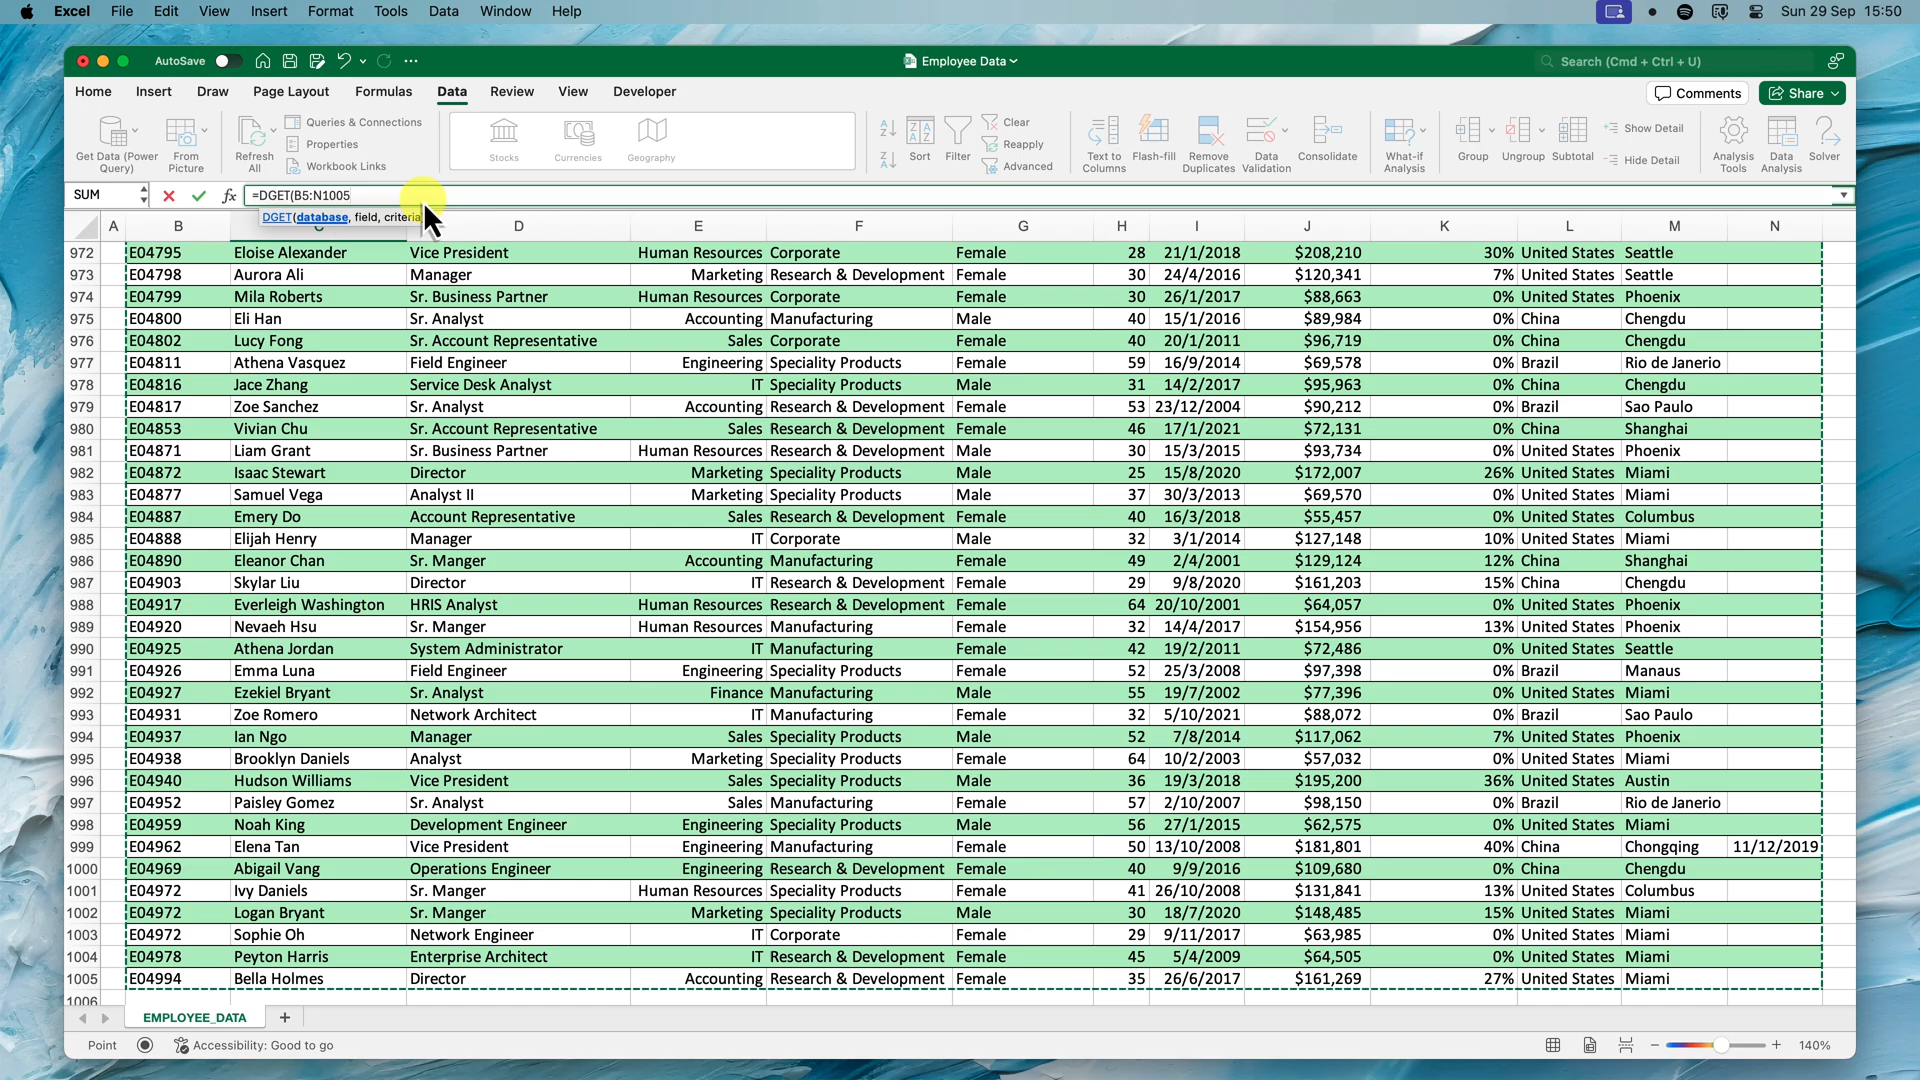 Excel File Edit View Insert Format Tools Data Window Help Sun 29 Sep 15:50
AutoSave Employee Data Search (Cmd + Ctrl + U)
Home Insert Draw Page Layout Formulas Data Review View Developer Comments Share
Get Data (Power Query) From Picture Refresh All Queries & Connections Properties Workbook Links Stocks Currencies Geography Sort Filter Clear Reapply Advanced Text to Columns Flash-fill Remove Duplicates Data Validation Consolidate What-if Analysis Group Ungroup Subtotal Show Detail Hide Detail Analysis Tools Data Analysis Solver
SUM fx =DGET(B5:N1005
DGET(database, field, criteria
A B C D E F G H I J K L M N
972 E04795 Eloise Alexander Vice President Human Resources Corporate Female 28 21/1/2018 $208,210 30% United States Seattle
973 E04798 Aurora Ali Manager Marketing Research & Development Female 30 24/4/2016 $120,341 7% United States Seattle
974 E04799 Mila Roberts Sr. Business Partner Human Resources Corporate Female 30 26/1/2017 $88,663 0% United States Phoenix
975 E04800 Eli Han Sr. Analyst Accounting Manufacturing Male 40 15/1/2016 $89,984 0% China Chengdu
976 E04802 Lucy Fong Sr. Account Representative Sales Corporate Female 40 20/1/2011 $96,719 0% China Chengdu
977 E04811 Athena Vasquez Field Engineer Engineering Speciality Products Female 59 16/9/2014 $69,578 0% Brazil Rio de Janerio
978 E04816 Jace Zhang Service Desk Analyst IT Speciality Products Male 31 14/2/2017 $95,963 0% China Chengdu
979 E04817 Zoe Sanchez Sr. Analyst Accounting Research & Development Female 53 23/12/2004 $90,212 0% Brazil Sao Paulo
980 E04853 Vivian Chu Sr. Account Representative Sales Research & Development Female 46 17/1/2021 $72,131 0% China Shanghai
981 E04871 Liam Grant Sr. Business Partner Human Resources Research & Development Male 30 15/3/2015 $93,734 0% United States Phoenix
982 E04872 Isaac Stewart Director Marketing Speciality Products Male 25 15/8/2020 $172,007 26% United States Miami
983 E04877 Samuel Vega Analyst II Marketing Speciality Products Male 37 30/3/2013 $69,570 0% United States Miami
984 E04887 Emery Do Account Representative Sales Research & Development Female 40 16/3/2018 $55,457 0% United States Columbus
985 E04888 Elijah Henry Manager IT Corporate Male 32 3/1/2014 $127,148 10% United States Miami
986 E04890 Eleanor Chan Sr. Manger Accounting Manufacturing Female 49 2/4/2001 $129,124 12% China Shanghai
987 E04903 Skylar Liu Director IT Research & Development Female 29 9/8/2020 $161,203 15% China Chengdu
988 E04917 Everleigh Washington HRIS Analyst Human Resources Research & Development Female 64 20/10/2001 $64,057 0% United States Phoenix
989 E04920 Nevaeh Hsu Sr. Manger Human Resources Manufacturing Female 32 14/4/2017 $154,956 13% United States Phoenix
990 E04925 Athena Jordan System Administrator IT Manufacturing Female 42 19/2/2011 $72,486 0% United States Seattle
991 E04926 Emma Luna Field Engineer Engineering Speciality Products Female 52 25/3/2008 $97,398 0% Brazil Manaus
992 E04927 Ezekiel Bryant Sr. Analyst Finance Manufacturing Male 55 19/7/2002 $77,396 0% United States Miami
993 E04931 Zoe Romero Network Architect IT Manufacturing Female 32 5/10/2021 $88,072 0% Brazil Sao Paulo
994 E04937 Ian Ngo Manager Sales Speciality Products Male 52 7/8/2014 $117,062 7% United States Phoenix
995 E04938 Brooklyn Daniels Analyst Marketing Speciality Products Female 64 10/2/2003 $57,032 0% United States Miami
996 E04940 Hudson Williams Vice President Sales Speciality Products Male 36 19/3/2018 $195,200 36% United States Austin
997 E04952 Paisley Gomez Sr. Analyst Sales Manufacturing Female 57 2/10/2007 $98,150 0% Brazil Rio de Janerio
998 E04959 Noah King Development Engineer Engineering Speciality Products Male 56 27/1/2015 $62,575 0% United States Miami
999 E04962 Elena Tan Vice President Engineering Manufacturing Female 50 13/10/2008 $181,801 40% China Chongqing 11/12/2019
1000 E04969 Abigail Vang Operations Engineer Engineering Research & Development Female 40 9/9/2016 $109,680 0% China Chengdu
1001 E04972 Ivy Daniels Sr. Manger Human Resources Speciality Products Female 41 26/10/2008 $131,841 13% United States Columbus
1002 E04972 Logan Bryant Sr. Manger Marketing Speciality Products Male 30 18/7/2020 $148,485 15% United States Miami
1003 E04972 Sophie Oh Network Engineer IT Corporate Female 29 9/11/2017 $63,985 0% United States Miami
1004 E04978 Peyton Harris Enterprise Architect IT Research & Development Female 45 5/4/2009 $64,505 0% United States Miami
1005 E04994 Bella Holmes Director Accounting Research & Development Female 35 26/6/2017 $161,269 27% United States Miami
1006
EMPLOYEE_DATA
Point Accessibility: Good to go 140%